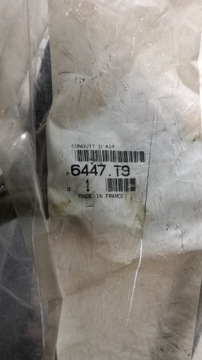 CONDUIT D AIR
P 6447.T9
Q 1
MADE IN FRANCE